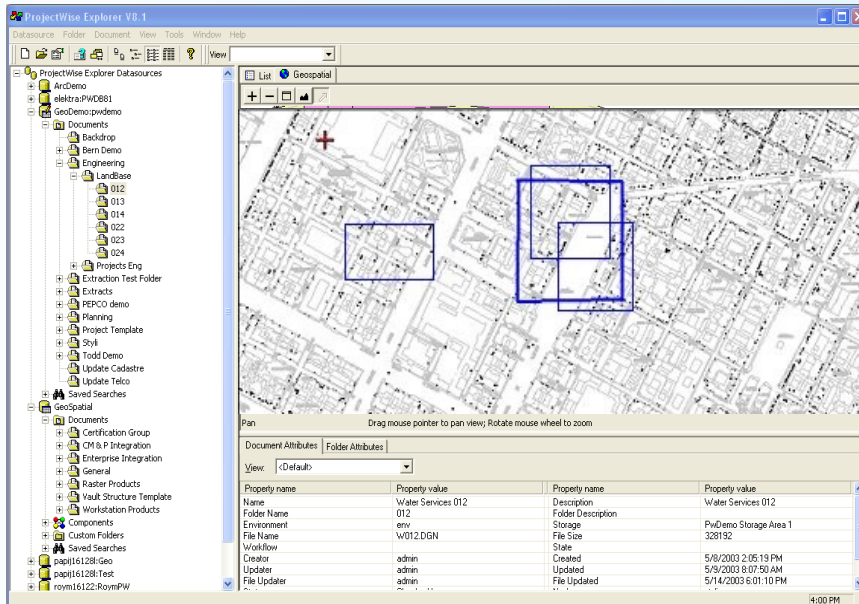 ProjectWise Explorer V8.1
Datasource Folder Document View Tools Window Help
View
ProjectWise Explorer Datasources
ArcDemo
elektra:PWDB81
GeoDemo:pwdemo
Documents
Backdrop
Bern Demo
Engineering
LandBase
012
013
014
022
023
024
Projects Eng
Extraction Test Folder
Extracts
PEPCO demo
Planning
Project Template
Styli
Todd Demo
Update Cadastre
Update Telco
Saved Searches
GeoSpatial
Documents
Certification Group
CM & P Integration
Enterprise Integration
General
Raster Products
Vault Structure Template
Workstation Products
Components
Custom Folders
Saved Searches
papij16128l:Geo
papij16128l:Test
roym16122:RoymPW
List Geospatial
Pan Drag mouse pointer to pan view; Rotate mouse wheel to zoom
Document Attributes Folder Attributes
View: <Default>
Property name Property value Property name Property value
Name Water Services 012 Description Water Services 012
Folder Name 012 Folder Description
Environment env Storage PwDemo Storage Area 1
File Name W012.DGN File Size 328192
Workflow State
Creator admin Created 5/8/2003 2:05:19 PM
Updater admin Updated 5/9/2003 8:07:50 AM
File Updater admin File Updated 5/14/2003 6:01:10 PM
4:00 PM